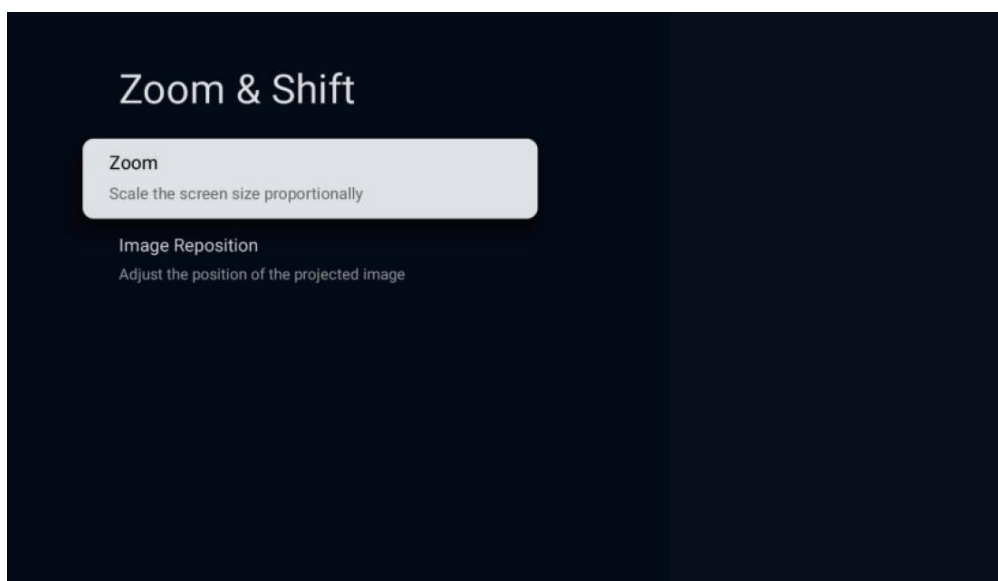 Zoom & Shift
Zoom
Scale the screen size proportionally
Image Reposition
Adjust the position of the projected image